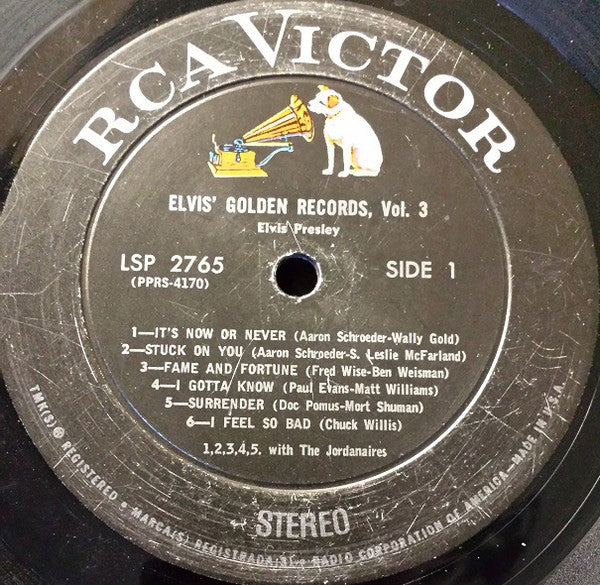 RCA VICTOR
ELVIS' GOLDEN RECORDS, Vol. 3
Elvis Presley
LSP 2765
(PPRS-4170)
SIDE 1
1—IT'S NOW OR NEVER (Aaron Schroeder-Wally Gold)
2—STUCK ON YOU (Aaron Schroeder-S. Leslie McFarland)
3—FAME AND FORTUNE (Fred Wise-Ben Weisman)
4—I GOTTA KNOW (Paul Evans-Matt Williams)
5—SURRENDER (Doc Pomus-Mort Shuman)
6—I FEEL SO BAD (Chuck Willis)
1,2,3,4,5. with The Jordanaires
STEREO
TMK(S) ® REGISTERED • MARCA(S) REGISTRADA(S) • RADIO CORPORATION OF AMERICA—MADE IN U.S.A.